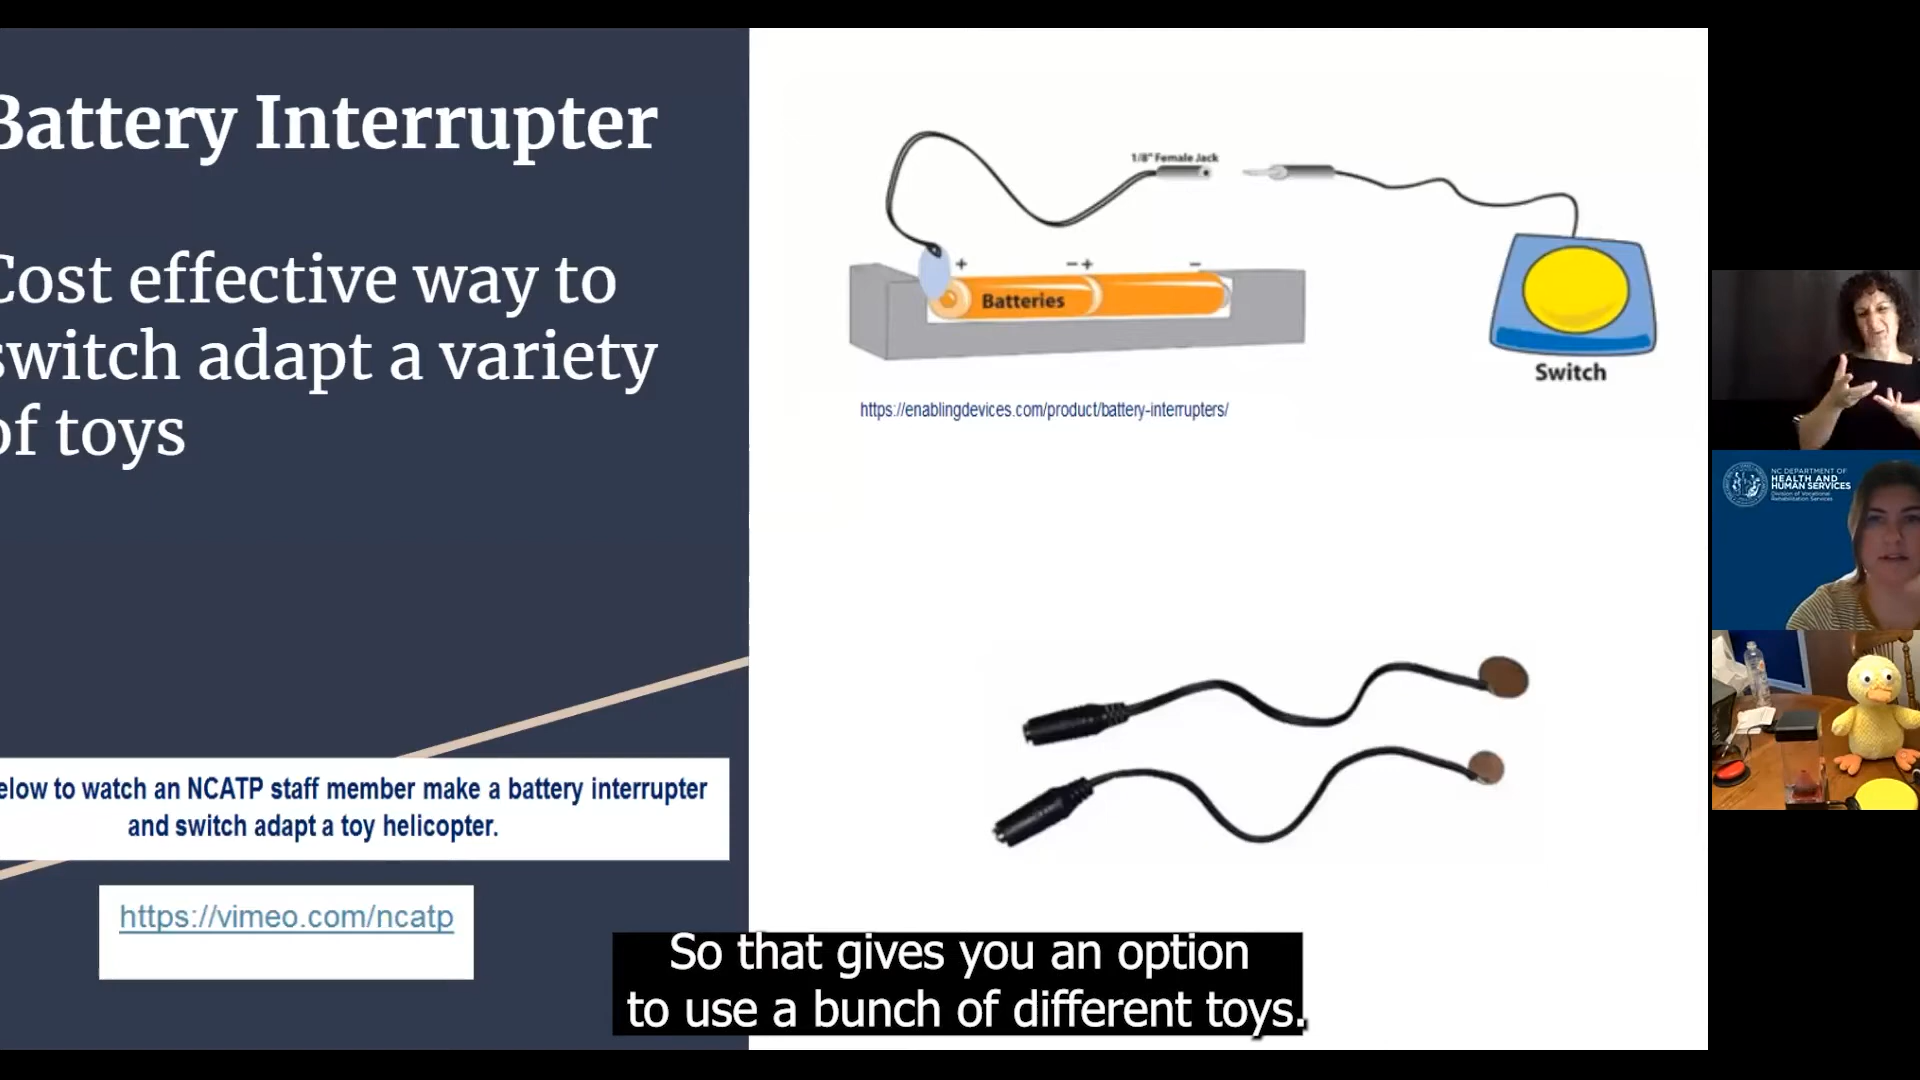 Battery Interrupter
Cost effective way to
switch adapt a variety
of toys
elow to watch an NCATP staff member make a battery interrupter
and switch adapt a toy helicopter.
https://vimeo.com/ncatp
1/8" Female Jack
+ - + -
Batteries
Switch
https://enablingdevices.com/product/battery-interrupters/
NC DEPARTMENT OF
HEALTH AND
HUMAN SERVICES
Division of Vocational
Rehabilitation Services
So that gives you an option
to use a bunch of different toys.